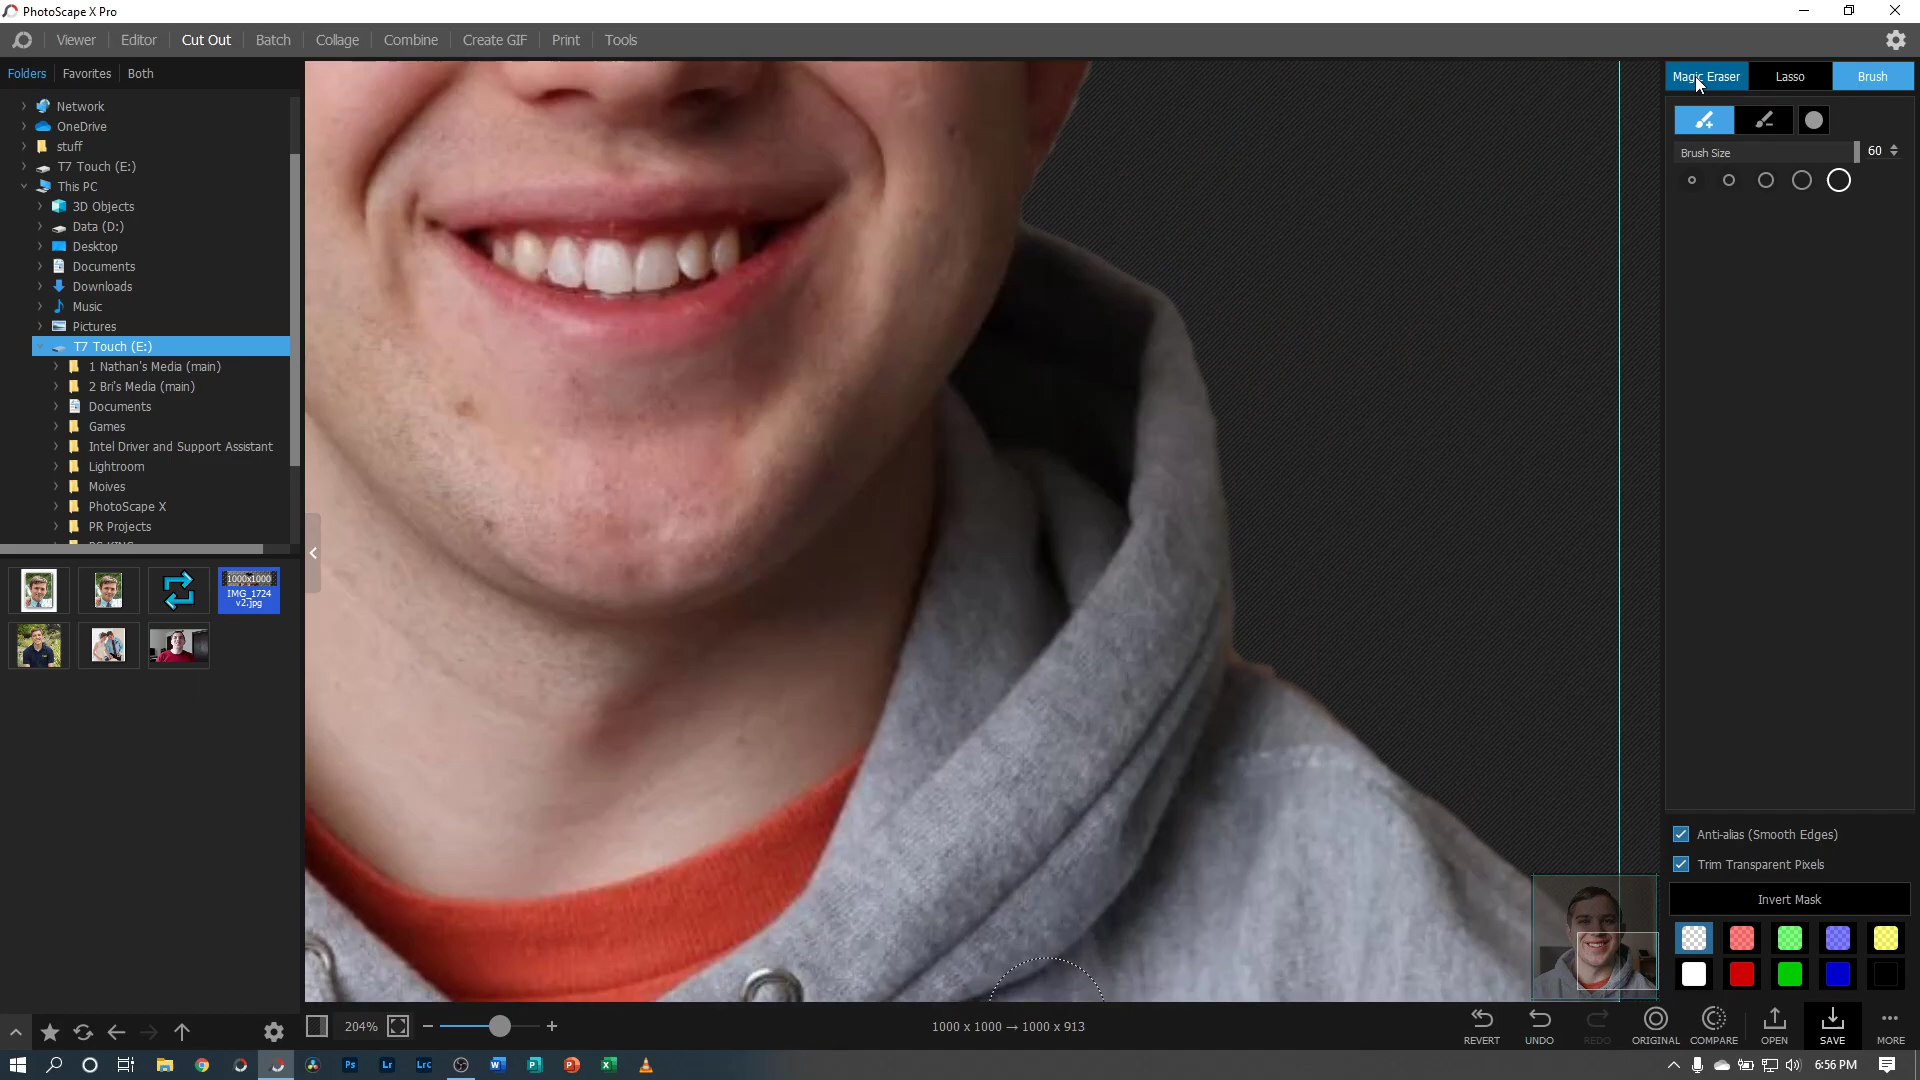 PhotoScape X Pro
Viewer Editor Cut Out Batch Collage Combine Create GIF Print Tools
Folders Favorites Both
Network
OneDrive
stuff
T7 Touch (E:)
This PC
3D Objects
Data (D:)
Desktop
Documents
Downloads
Music
Pictures
T7 Touch (E:)
1 Nathan's Media (main)
2 Bri's Media (main)
Documents
Games
Intel Driver and Support Assistant
Lightroom
Moives
PhotoScape X
PR Projects
1000x1000
IMG_1724
v2.jpg
Magic Eraser Lasso Brush
Brush Size 60
Anti-alias (Smooth Edges)
Trim Transparent Pixels
Invert Mask
204%
1000 x 1000 → 1000 x 913
REVERT UNDO REDO ORIGINAL COMPARE OPEN SAVE MORE
Ps Lr Lrc
6:56 PM